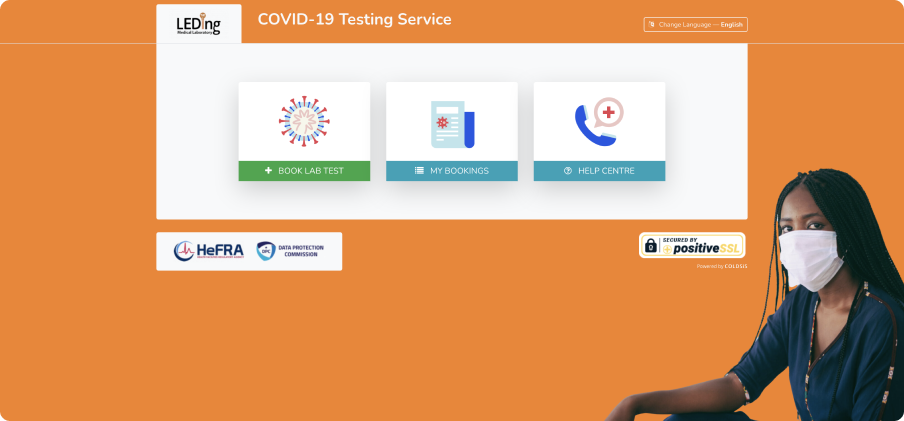 LEDing
Medical Laboratory
COVID-19 Testing Service
Change Language — English
BOOK LAB TEST
MY BOOKINGS
HELP CENTRE
HeFRA
DPC
DATA PROTECTION
COMMISSION
SECURED BY
positiveSSL
Powered by COLDSIS